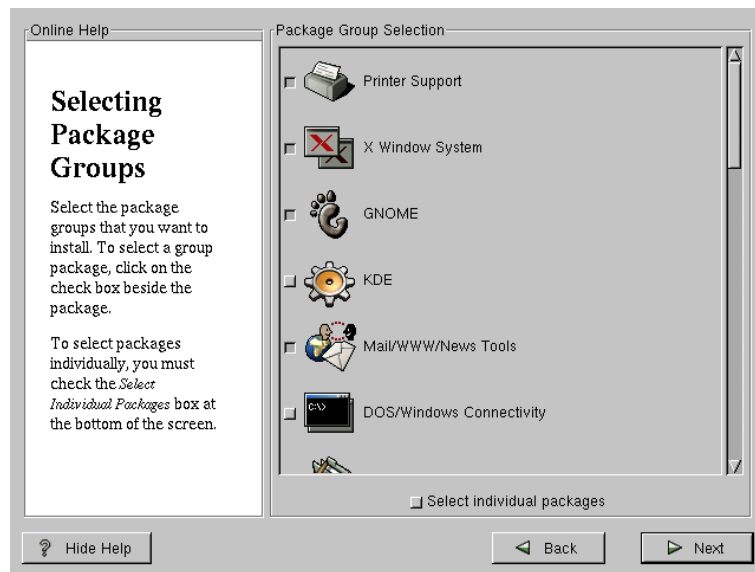 Online Help
Selecting
Package
Groups
Select the package
groups that you want to
install. To select a group
package, click on the
check box beside the
package.
To select packages
individually, you must
check the Select
Individual Packages box at
the bottom of the screen.
Package Group Selection
Printer Support
X Window System
GNOME
KDE
Mail/WWW/News Tools
C:\>
DOS/Windows Connectivity
Select individual packages
? Hide Help
Back
Next